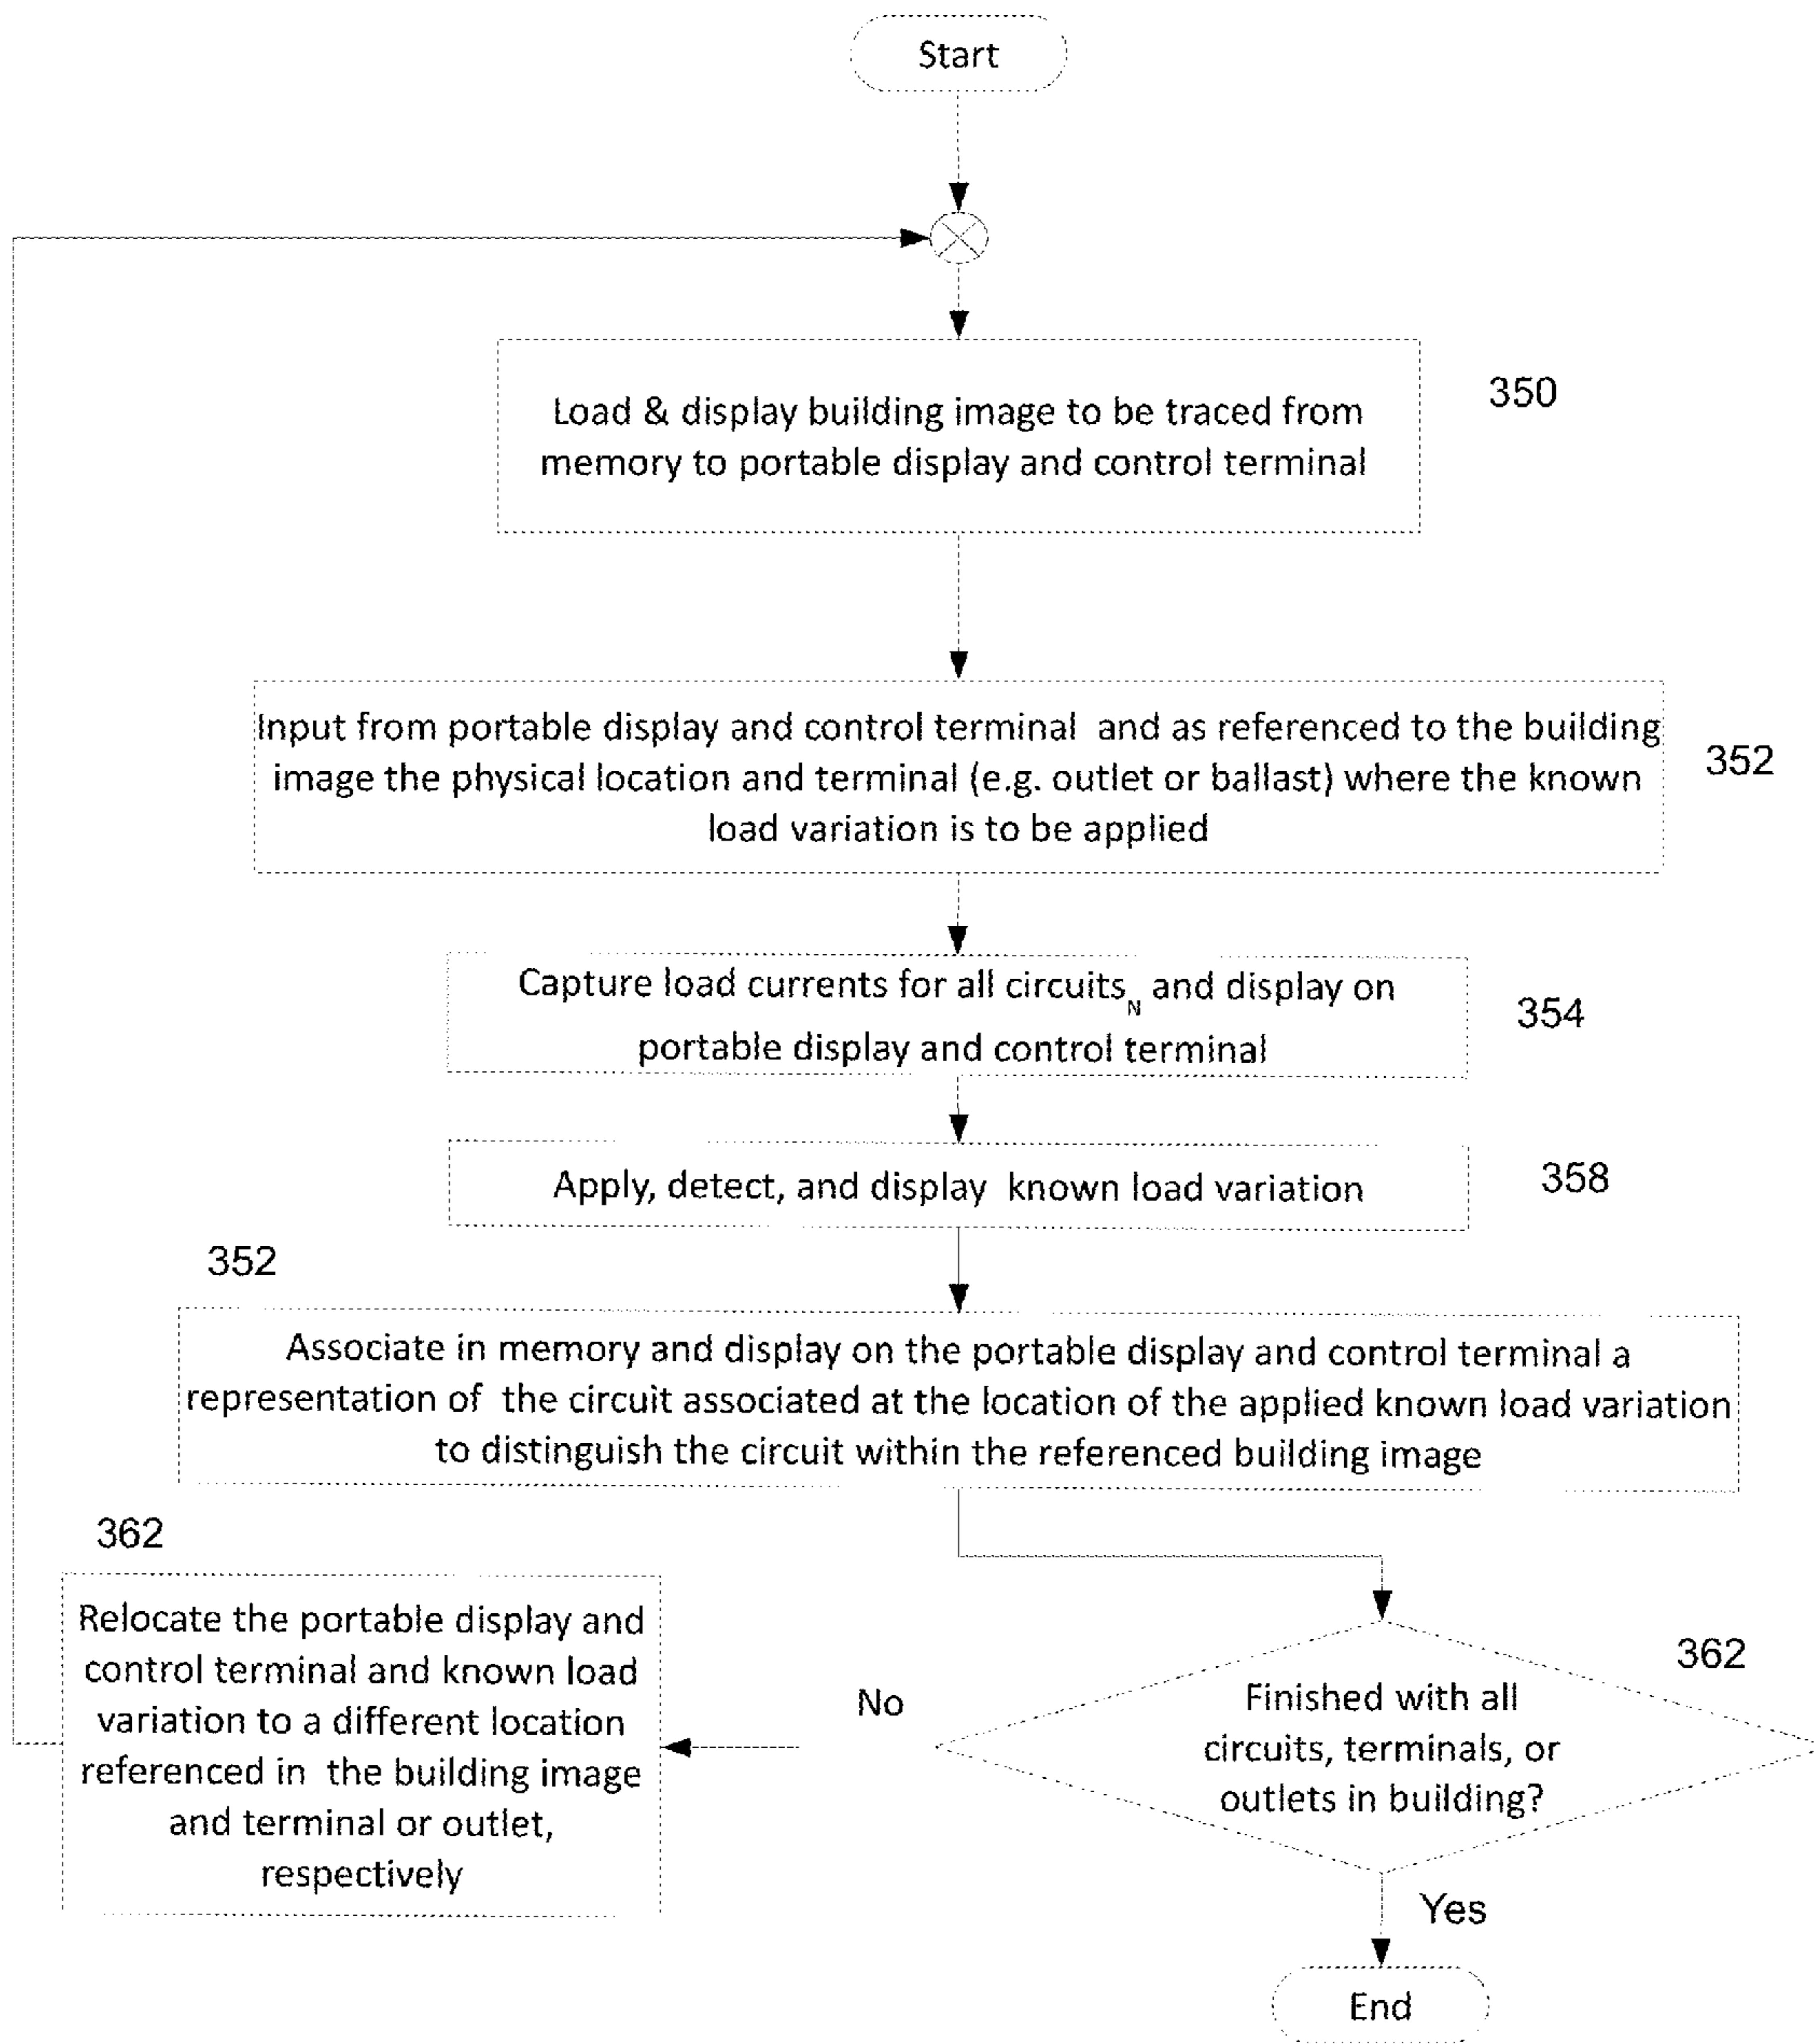 Start
Load & display building image to be traced from
memory to portable display and control terminal
350
Input from portable display and control terminal and as referenced to the building
image the physical location and terminal (e.g. outlet or ballast) where the known
load variation is to be applied
352
Capture load currents for all circuitsN and display on
portable display and control terminal
354
Apply, detect, and display known load variation
358
352
Associate in memory and display on the portable display and control terminal a
representation of the circuit associated at the location of the applied known load variation
to distinguish the circuit within the referenced building image
362
Relocate the portable display and
control terminal and known load
variation to a different location
referenced in the building image
and terminal or outlet,
respectively
No
362
Finished with all
circuits, terminals, or
outlets in building?
Yes
End